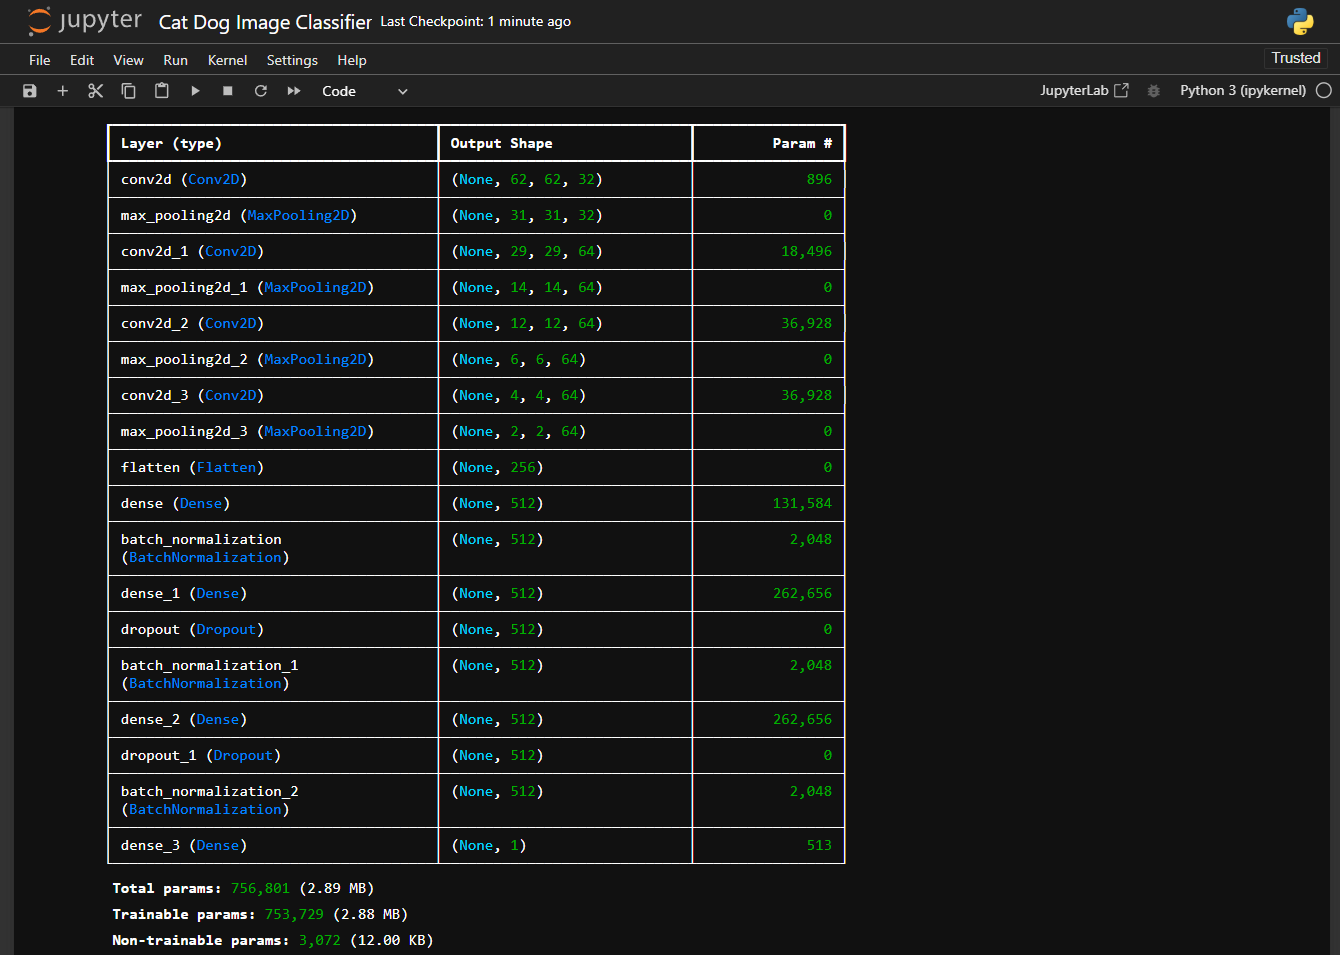 jupyter Cat Dog Image Classifier Last Checkpoint: 1 minute ago
File Edit View Run Kernel Settings Help Trusted
Code JupyterLab Python 3 (ipykernel)
Layer (type) Output Shape Param #
conv2d (Conv2D) (None, 62, 62, 32) 896
max_pooling2d (MaxPooling2D) (None, 31, 31, 32) 0
conv2d_1 (Conv2D) (None, 29, 29, 64) 18,496
max_pooling2d_1 (MaxPooling2D) (None, 14, 14, 64) 0
conv2d_2 (Conv2D) (None, 12, 12, 64) 36,928
max_pooling2d_2 (MaxPooling2D) (None, 6, 6, 64) 0
conv2d_3 (Conv2D) (None, 4, 4, 64) 36,928
max_pooling2d_3 (MaxPooling2D) (None, 2, 2, 64) 0
flatten (Flatten) (None, 256) 0
dense (Dense) (None, 512) 131,584
batch_normalization (None, 512) 2,048
(BatchNormalization)
dense_1 (Dense) (None, 512) 262,656
dropout (Dropout) (None, 512) 0
batch_normalization_1 (None, 512) 2,048
(BatchNormalization)
dense_2 (Dense) (None, 512) 262,656
dropout_1 (Dropout) (None, 512) 0
batch_normalization_2 (None, 512) 2,048
(BatchNormalization)
dense_3 (Dense) (None, 1) 513
Total params: 756,801 (2.89 MB)
Trainable params: 753,729 (2.88 MB)
Non-trainable params: 3,072 (12.00 KB)